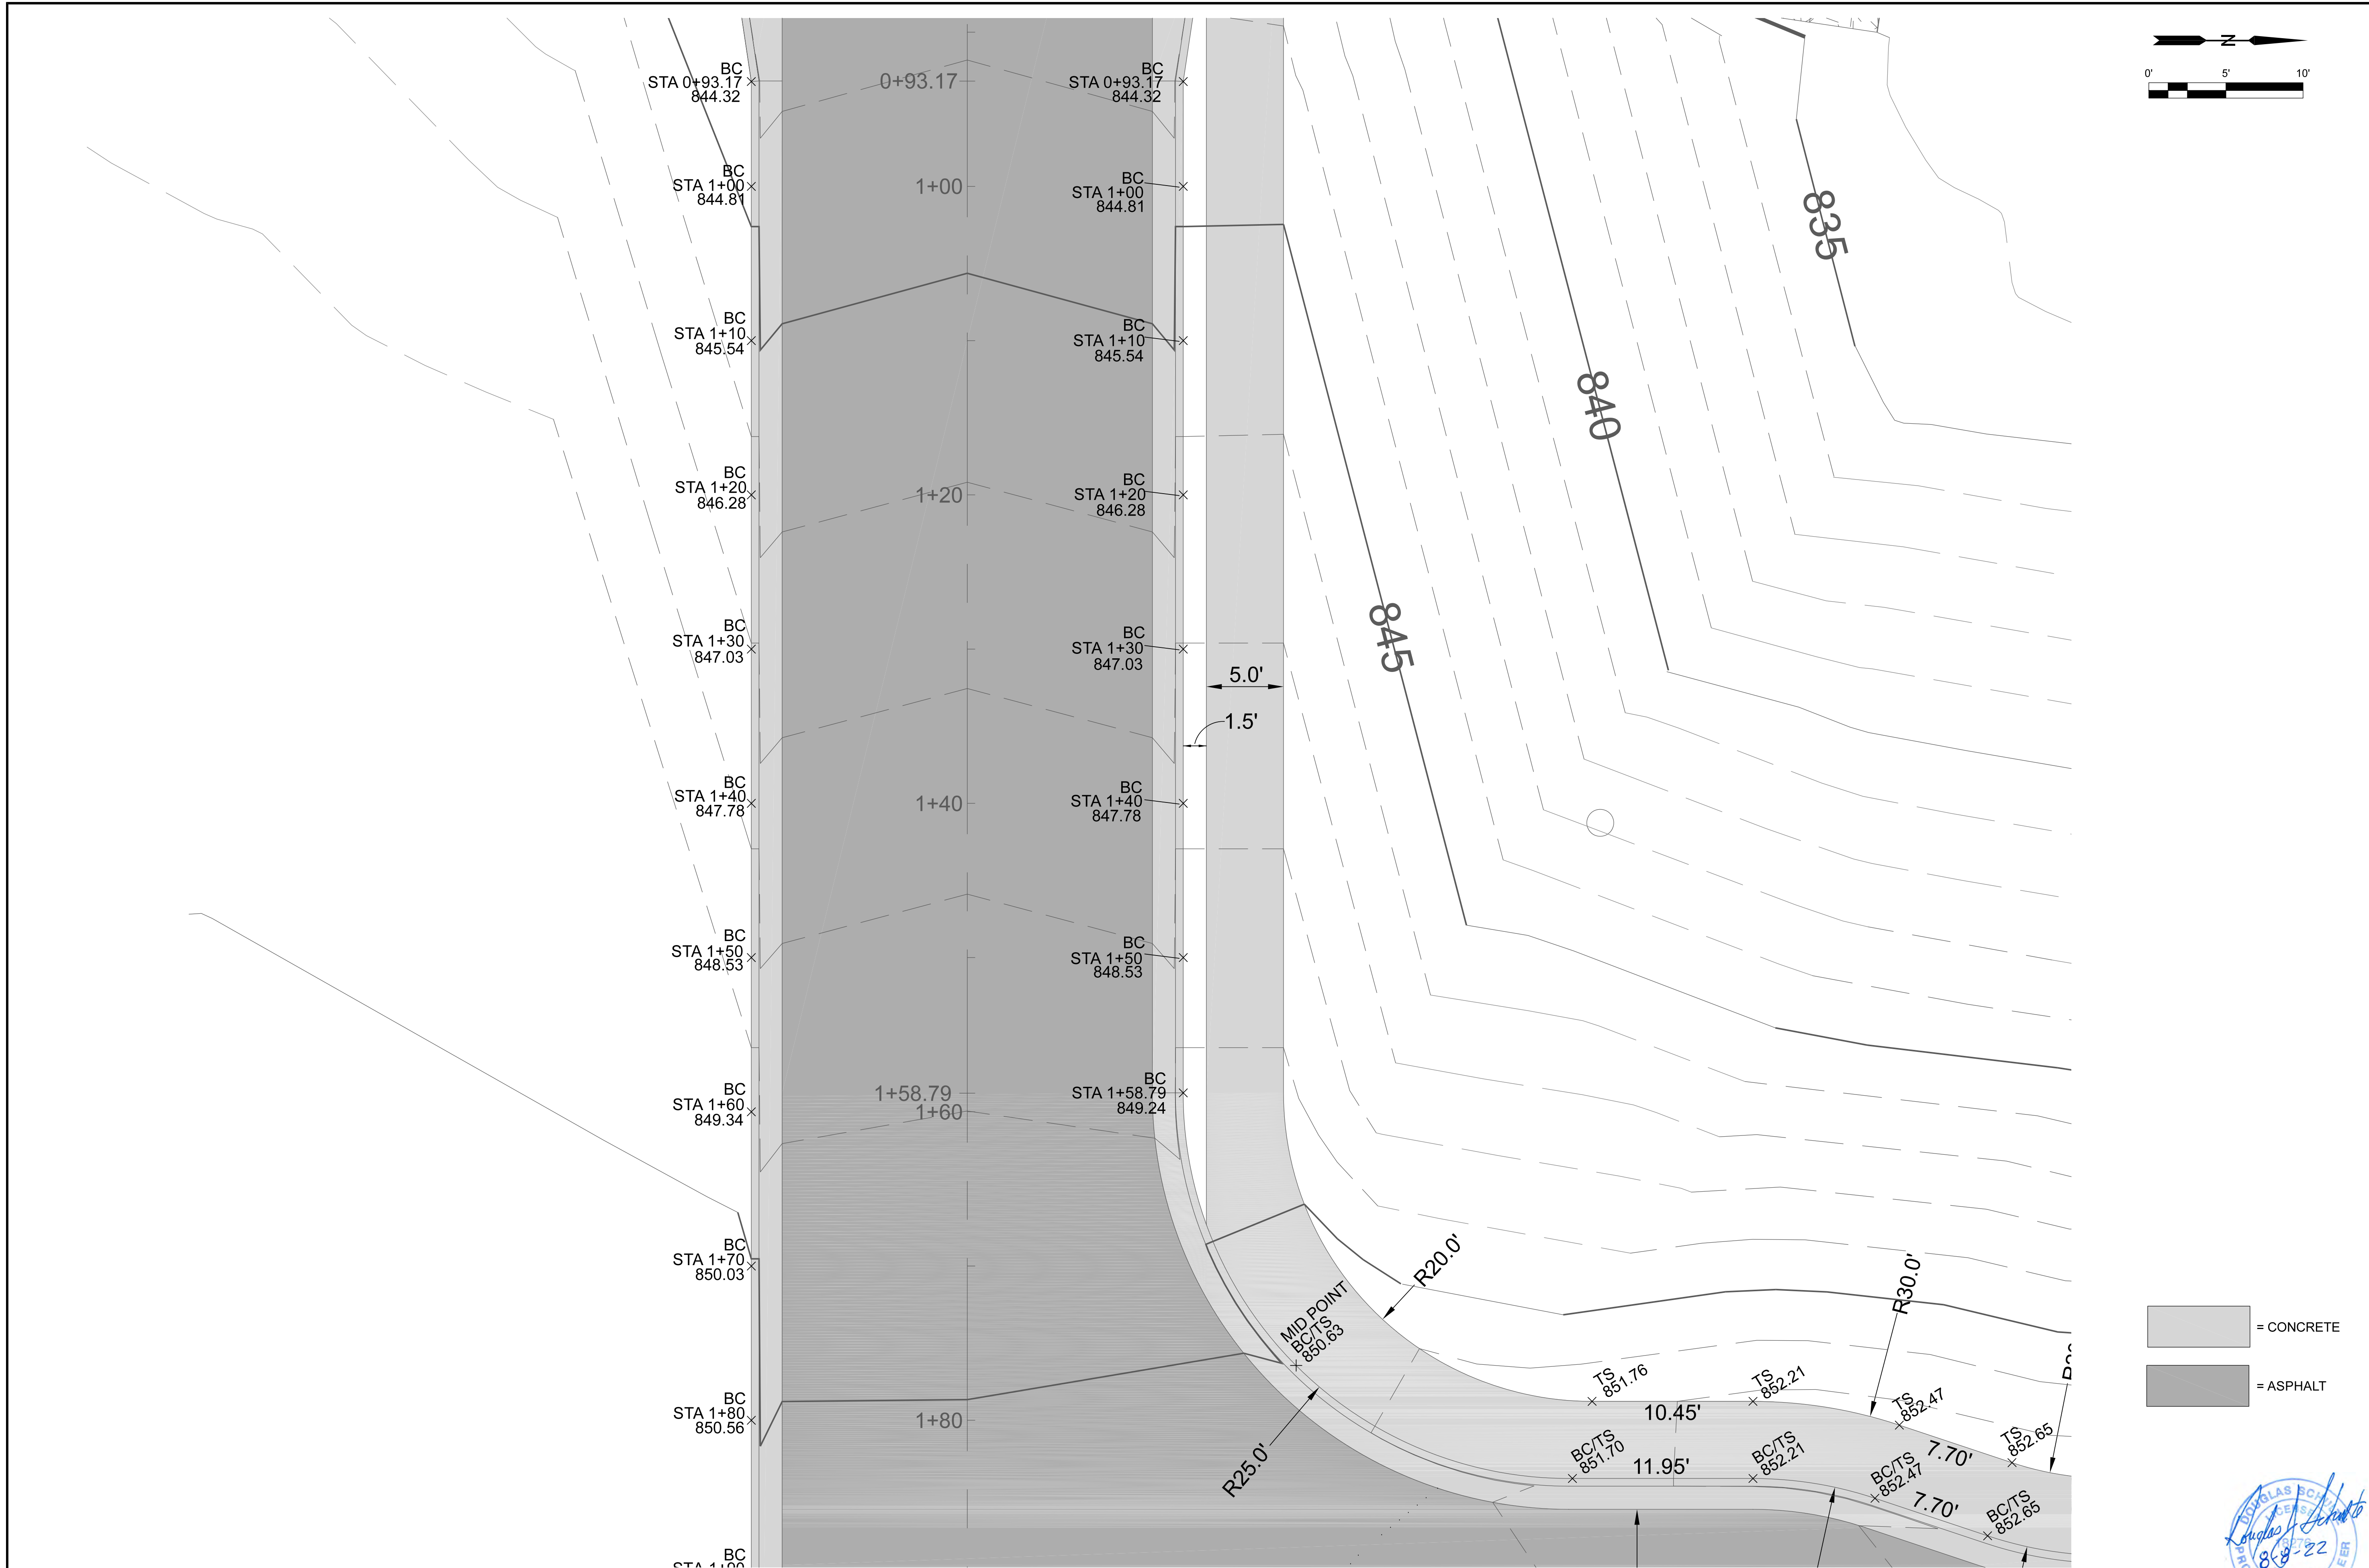 N
0' 5' 10'
BC
STA 0+93.17
844.32
0+93.17
BC
STA 0+93.17
844.32
BC
STA 1+00
844.81
1+00
BC
STA 1+00
844.81
835
BC
STA 1+10
845.54
BC
STA 1+10
845.54
840
BC
STA 1+20
846.28
1+20
BC
STA 1+20
846.28
BC
STA 1+30
847.03
BC
STA 1+30
847.03
845
5.0'
1.5'
BC
STA 1+40
847.78
1+40
BC
STA 1+40
847.78
BC
STA 1+50
848.53
BC
STA 1+50
848.53
BC
STA 1+60
849.34
1+58.79
1+60
BC
STA 1+58.79
849.24
BC
STA 1+70
850.03
MID POINT
BC/TS
850.63
R20.0'
R30.0'
= CONCRETE
= ASPHALT
BC
STA 1+80
850.56
1+80
R25.0'
TS
851.76
TS
852.21
10.45'
TS
852.47
TS
852.65
7.70'
BC/TS
851.70
11.95'
BC/TS
852.21
BC/TS
852.47
7.70'
BC/TS
852.65
BC
DOUGLAS
8-8-22